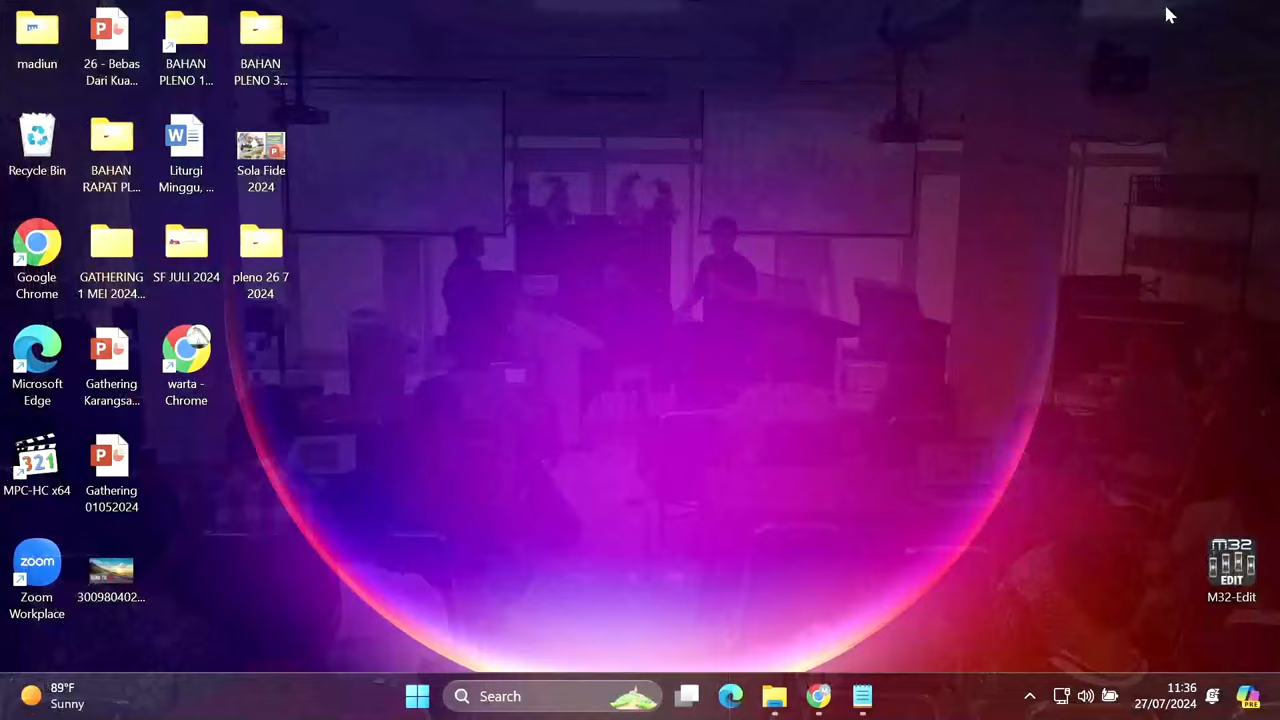 madiun
26 - Bebas
Dari Kua...
BAHAN
PLENO 1...
BAHAN
PLENO 3...
Recycle Bin
BAHAN
RAPAT PL...
Liturgi
Minggu, ...
Sola Fide
2024
Google
Chrome
GATHERING
1 MEI 2024...
SF JULI 2024
pleno 26 7
2024
Microsoft
Edge
Gathering
Karangsa...
warta -
Chrome
321
MPC-HC x64
Gathering
01052024
zoom
Zoom
Workplace
300980402...
M32
EDIT
M32-Edit
89°F
Sunny
Search
11:36
27/07/2024
PRE